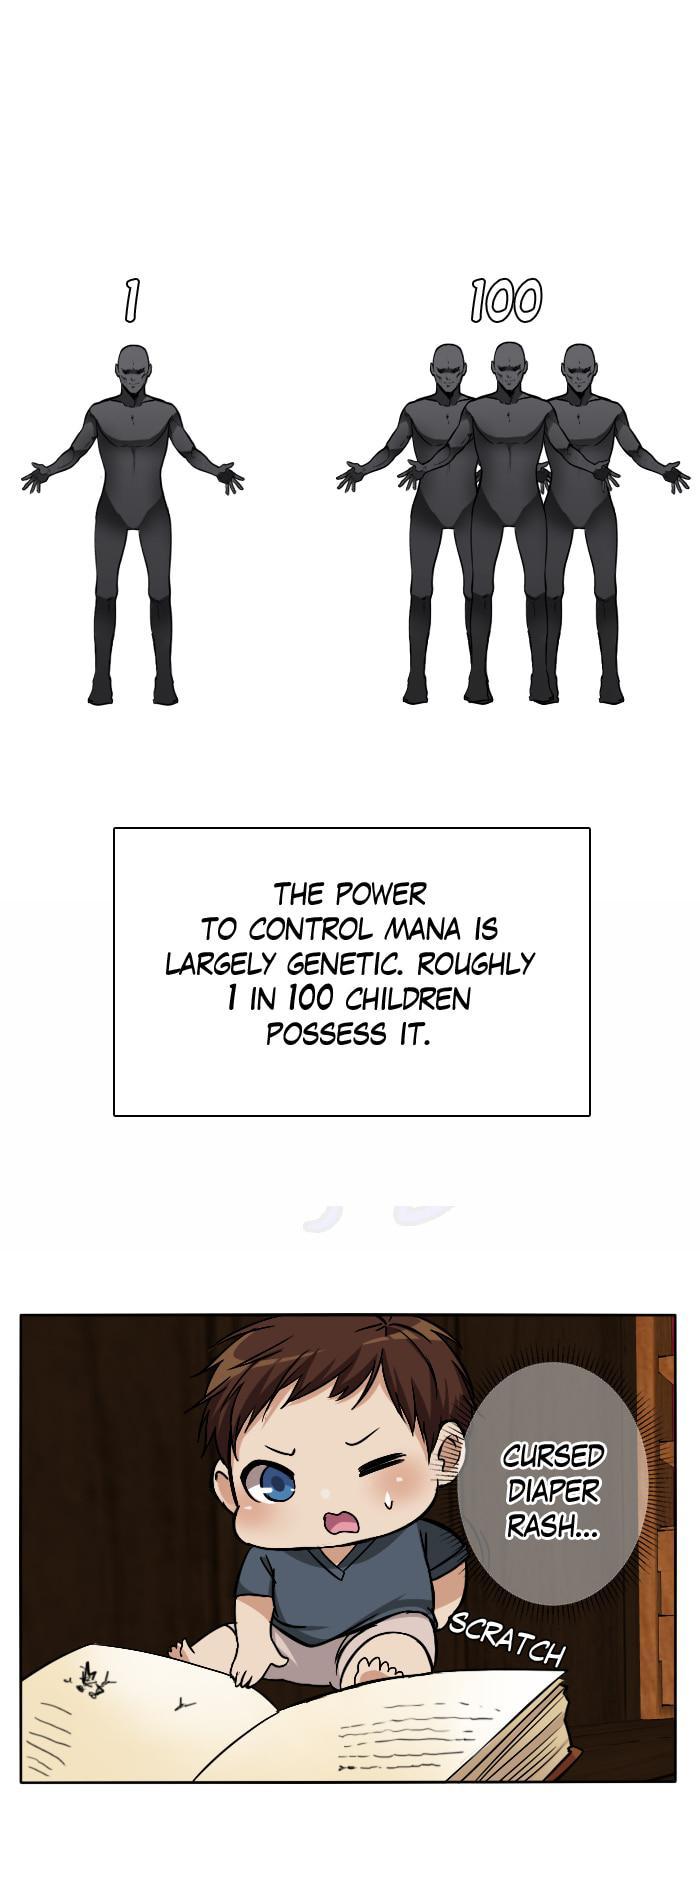 1
100
THE POWER
TO CONTROL MANA IS
LARGELY GENETIC. ROUGHLY
1 IN 100 CHILDREN
POSSESS IT.
CURSED
DIAPER
RASH...
SCRATCH